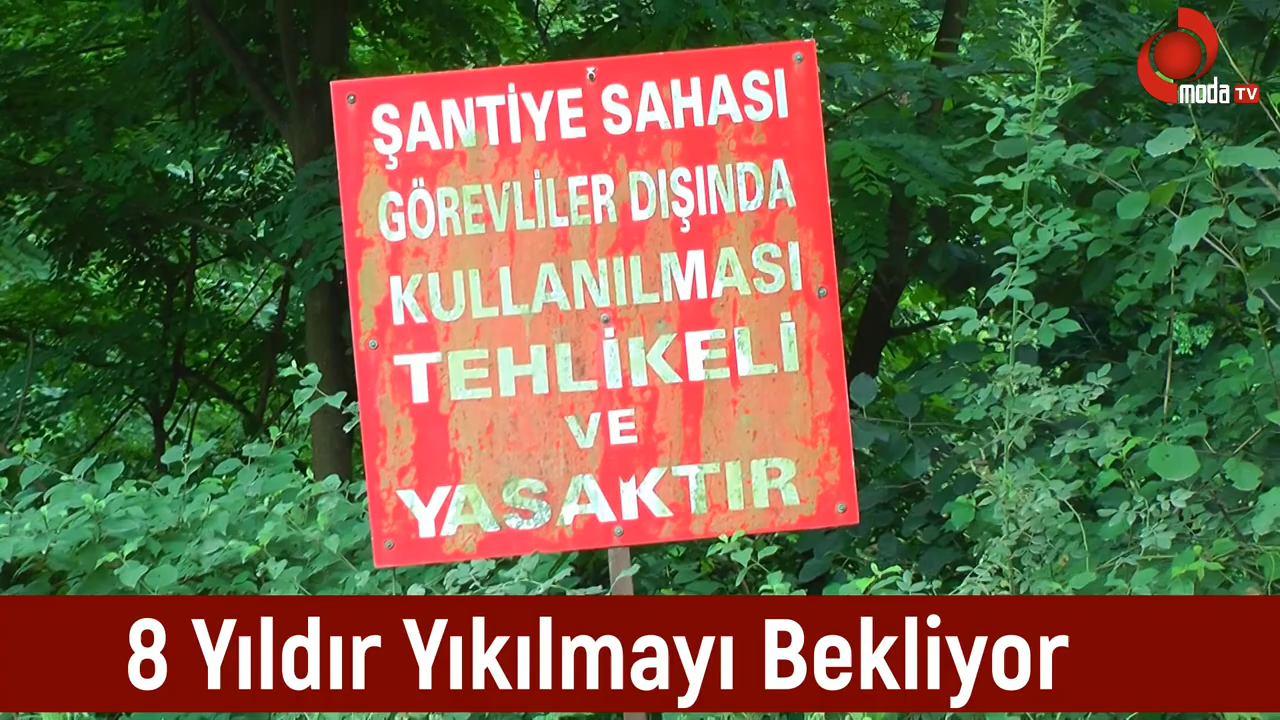 moda TV
ŞANTİYE SAHASI
GÖREVLİLER DIŞINDA
KULLANILMASI
TEHLİKELİ
VE
YASAKTIR
8 Yıldır Yıkılmayı Bekliyor